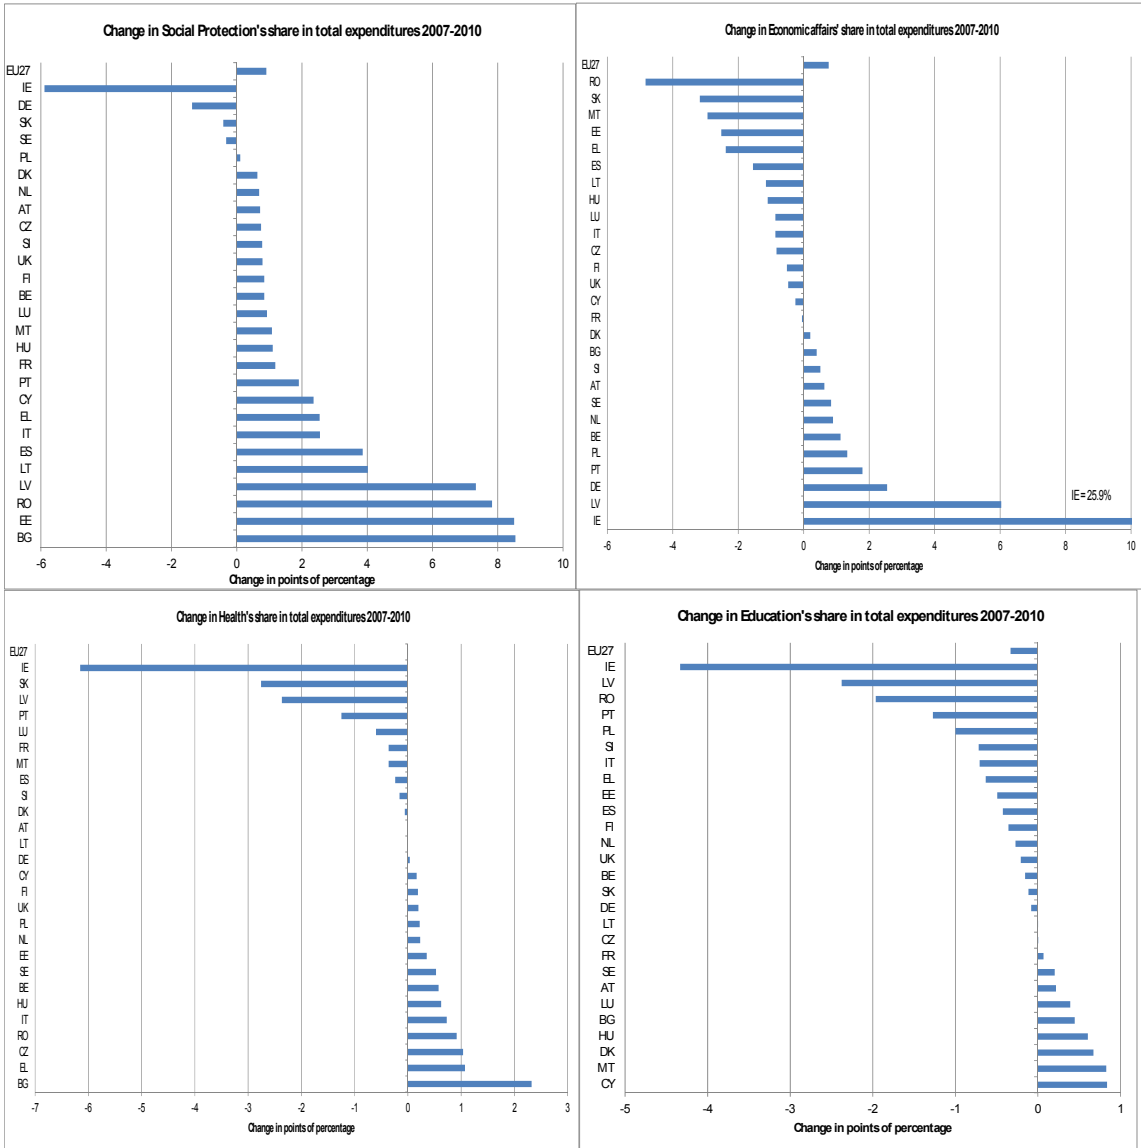 Change in Social Protection's share in total expenditures 2007-2010
EU27
IE
DE
SK
SE
PL
DK
NL
AT
CZ
SI
UK
FI
BE
LU
MT
HU
FR
PT
CY
EL
IT
ES
LT
LV
RO
EE
BG
-6 -4 -2 0 2 4 6 8 10
Change in points of percentage
Change in Economic affairs' share in total expenditures 2007-2010
EU27
RO
SK
MT
EE
EL
ES
LT
HU
LU
IT
CZ
FI
UK
CY
FR
DK
BG
SI
AT
SE
NL
BE
PL
PT
DE
LV
IE
IE = 25.9%
-6 -4 -2 0 2 4 6 8 10
Change in points of percentage
Change in Health's share in total expenditures 2007-2010
EU27
IE
SK
LV
PT
LU
FR
MT
ES
SI
DK
AT
LT
DE
CY
FI
UK
PL
NL
EE
SE
BE
HU
IT
RO
CZ
EL
BG
-7 -6 -5 -4 -3 -2 -1 0 1 2 3
Change in points of percentage
Change in Education's share in total expenditures 2007-2010
EU27
IE
LV
RO
PT
PL
SI
IT
EL
EE
ES
FI
NL
UK
BE
SK
DE
LT
CZ
FR
SE
AT
LU
BG
HU
DK
MT
CY
-5 -4 -3 -2 -1 0 1
Change in points of percentage